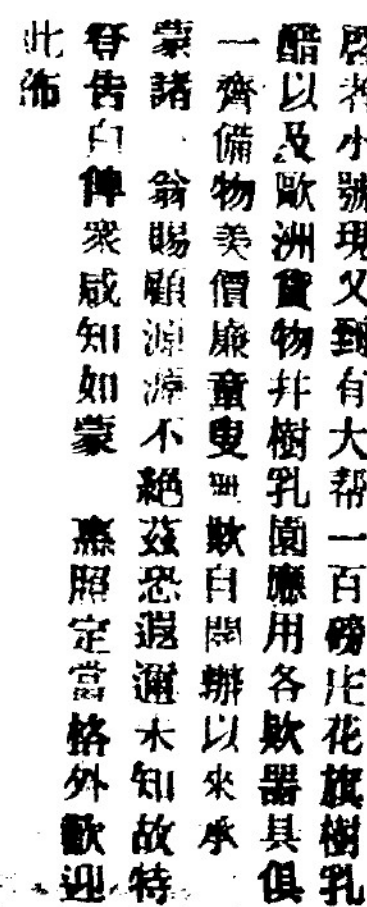 啓者小號現又到有大帮一百磅庄花旗樹乳
醋以及歐洲貨物并樹乳園應用各欵器具俱
一齊備物美價廉童叟無欺自開辦以來承
蒙諸 翁賜顧源源不絕茲恐遐邇未知故特
登告白俾衆咸知如蒙 惠照定當格外歡迎
此佈